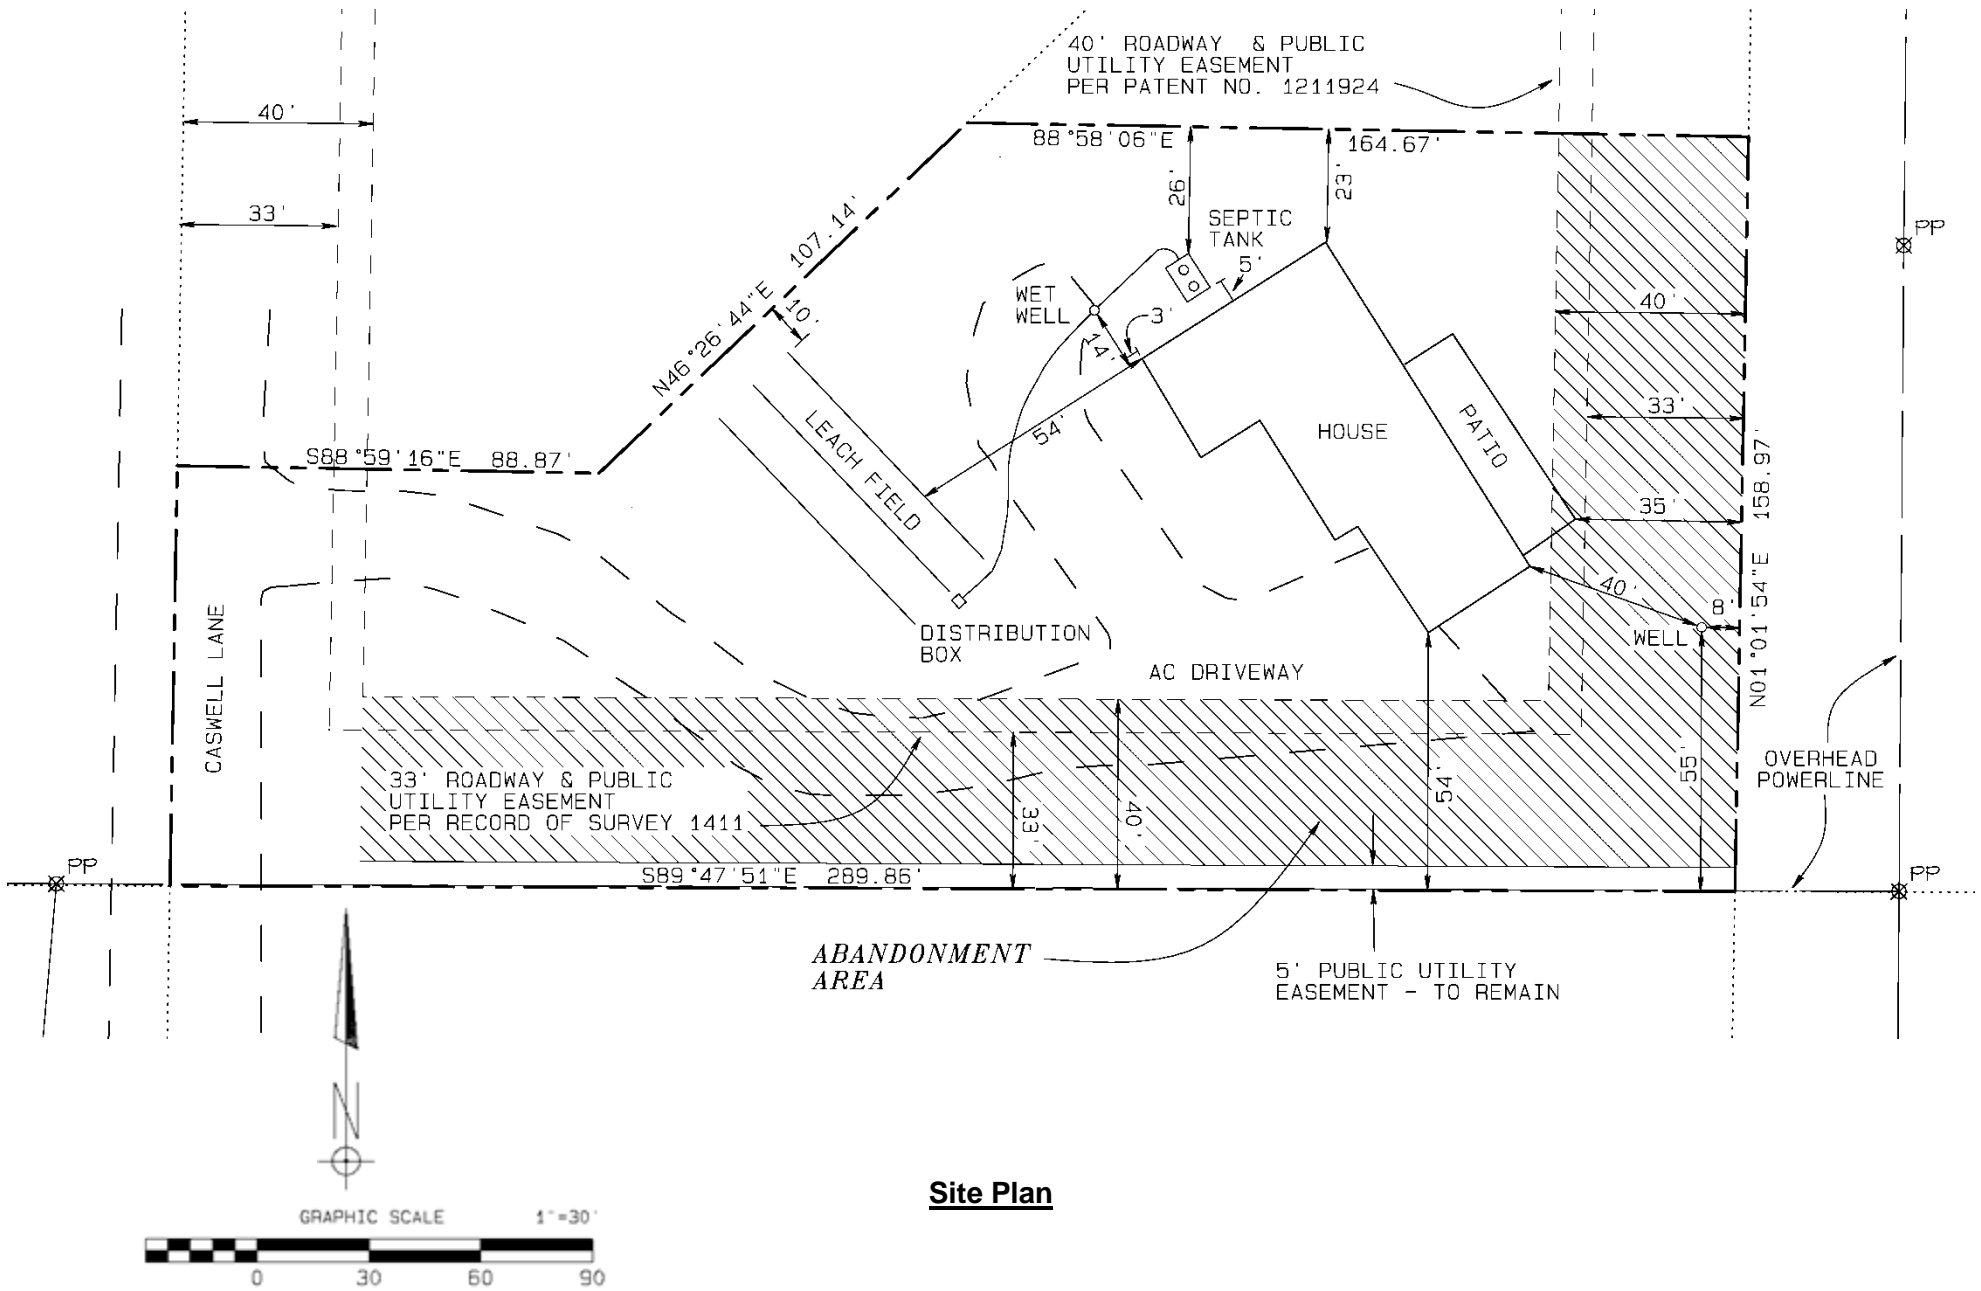 40' ROADWAY & PUBLIC
UTILITY EASEMENT
PER PATENT NO. 1211924
40'
33'
88°58'06"E
164.67'
26'
23'
SEPTIC
TANK
5'
PP
107.14'
N46°26'44"E
10'
WET
WELL
3'
14'
40'
33'
LEACH FIELD
54'
HOUSE
PATIO
S88°59'16"E 88.87'
35'
158.97'
N01°01'54"E
40'
8'
WELL
CASWELL LANE
DISTRIBUTION
BOX
AC DRIVEWAY
33' ROADWAY & PUBLIC
UTILITY EASEMENT
PER RECORD OF SURVEY 1411
33'
40'
54'
55'
OVERHEAD
POWERLINE
PP
S89°47'51"E 289.86'
PP
ABANDONMENT
AREA
5' PUBLIC UTILITY
EASEMENT - TO REMAIN
N
Site Plan
GRAPHIC SCALE 1"=30'
0 30 60 90